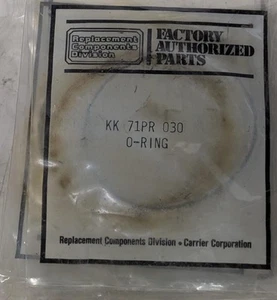 Replacement
Components
Division
FACTORY
AUTHORIZED
PARTS
KK 71PR 030
O-RING
Replacement Components Division • Carrier Corporation